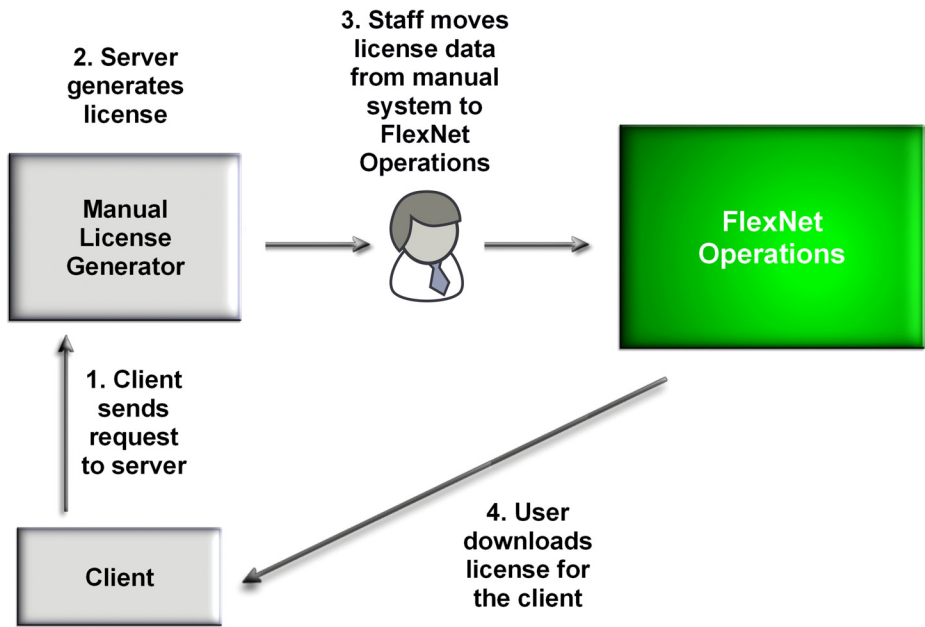 2. Server
generates
license
3. Staff moves
license data
from manual
system to
FlexNet
Operations
Manual
License
Generator
FlexNet
Operations
1. Client
sends
request
to server
4. User
downloads
license for
the client
Client